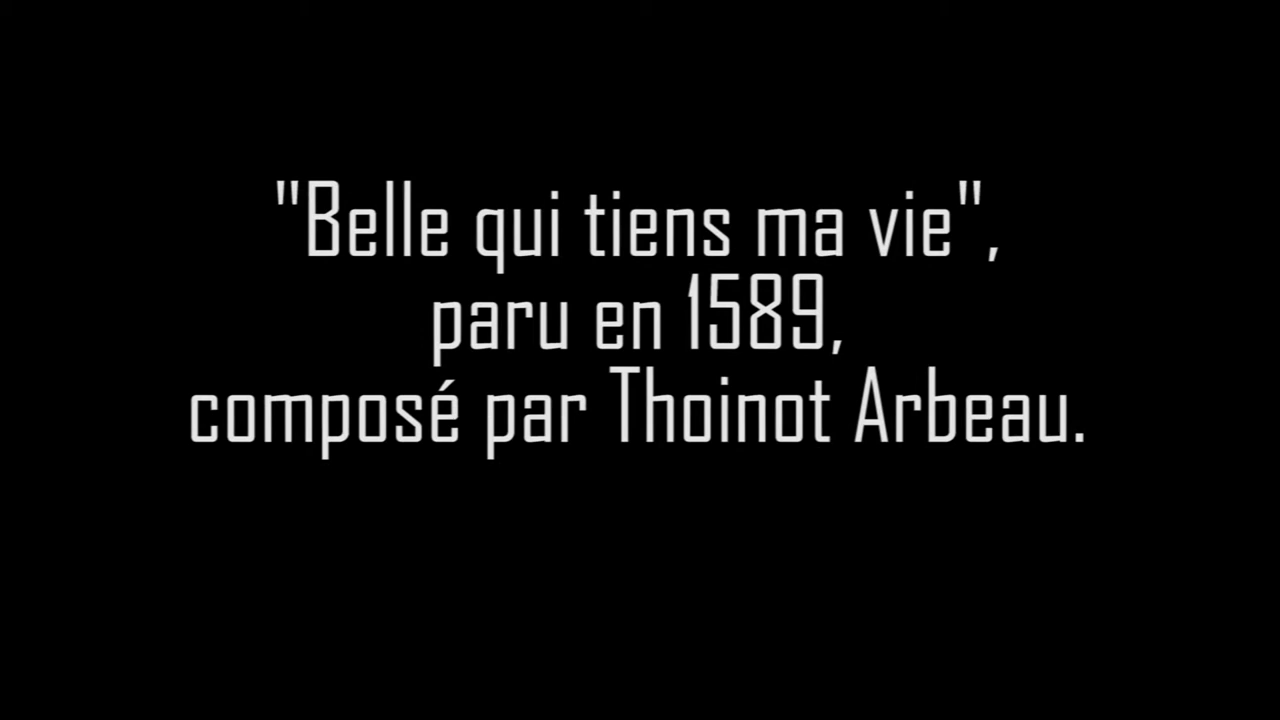 "Belle qui tiens ma vie",
paru en 1589,
composé par Thoinot Arbeau.